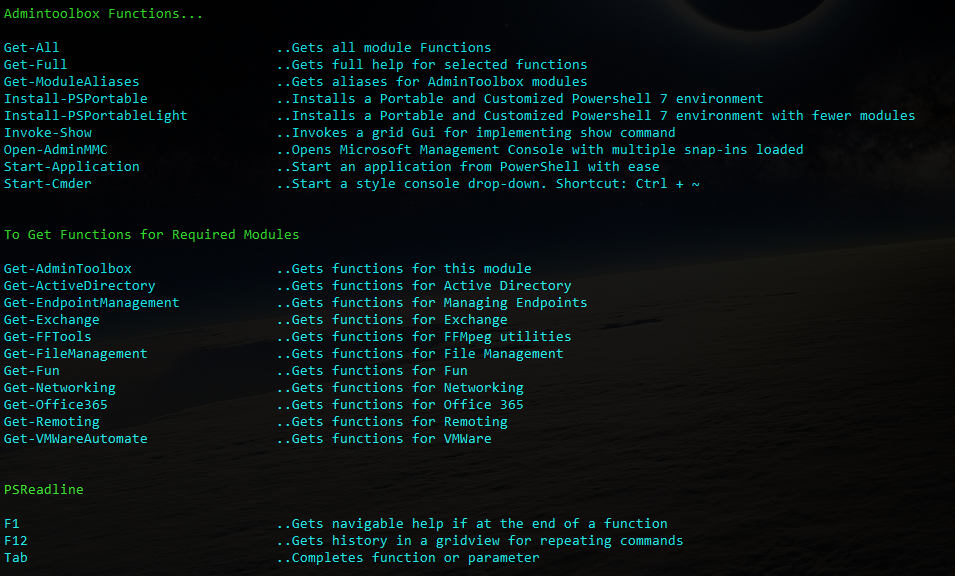 Admintoolbox Functions...
Get-All ..Gets all module Functions
Get-Full ..Gets full help for selected functions
Get-ModuleAliases ..Gets aliases for AdminToolbox modules
Install-PSPortable ..Installs a Portable and Customized Powershell 7 environment
Install-PSPortableLight ..Installs a Portable and Customized Powershell 7 environment with fewer modules
Invoke-Show ..Invokes a grid Gui for implementing show command
Open-AdminMMC ..Opens Microsoft Management Console with multiple snap-ins loaded
Start-Application ..Start an application from PowerShell with ease
Start-Cmder ..Start a style console drop-down. Shortcut: Ctrl + ~
To Get Functions for Required Modules
Get-AdminToolbox ..Gets functions for this module
Get-ActiveDirectory ..Gets functions for Active Directory
Get-EndpointManagement ..Gets functions for Managing Endpoints
Get-Exchange ..Gets functions for Exchange
Get-FFTools ..Gets functions for FFMpeg utilities
Get-FileManagement ..Gets functions for File Management
Get-Fun ..Gets functions for Fun
Get-Networking ..Gets functions for Networking
Get-Office365 ..Gets functions for Office 365
Get-Remoting ..Gets functions for Remoting
Get-VMWareAutomate ..Gets functions for VMWare
PSReadline
F1 ..Gets navigable help if at the end of a function
F12 ..Gets history in a gridview for repeating commands
Tab ..Completes function or parameter